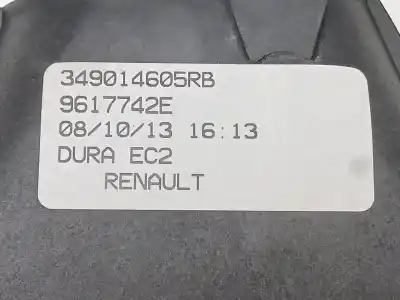 349014605RB
9617742E
08/10/13 16:13
DURA EC2
RENAULT